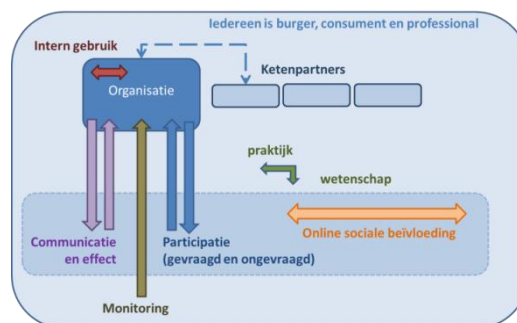 Iedereen is burger, consument en professional
Intern gebruik
Organisatie
Ketenpartners
praktijk
wetenschap
Online sociale beïvloeding
Communicatie
en effect
Participatie
(gevraagd en ongevraagd)
Monitoring